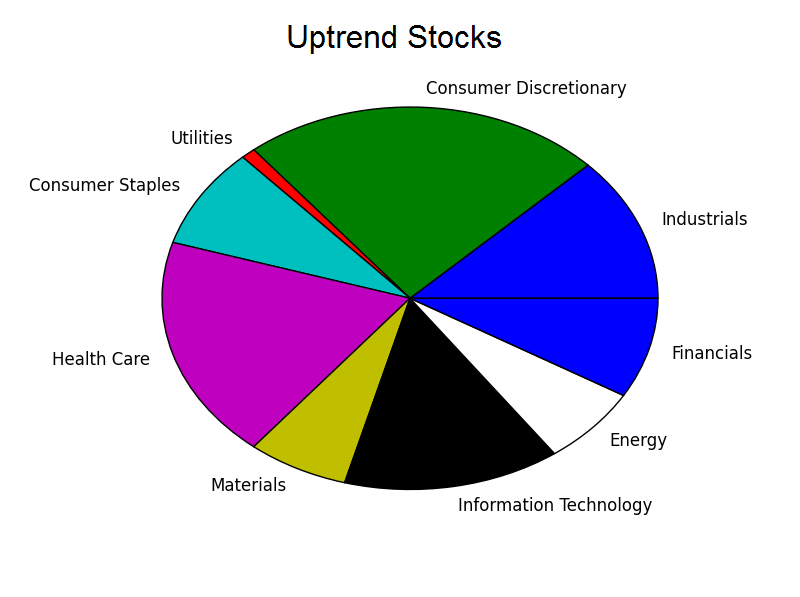 Uptrend Stocks
Consumer Discretionary
Utilities
Consumer Staples
Industrials
Health Care
Financials
Energy
Materials
Information Technology